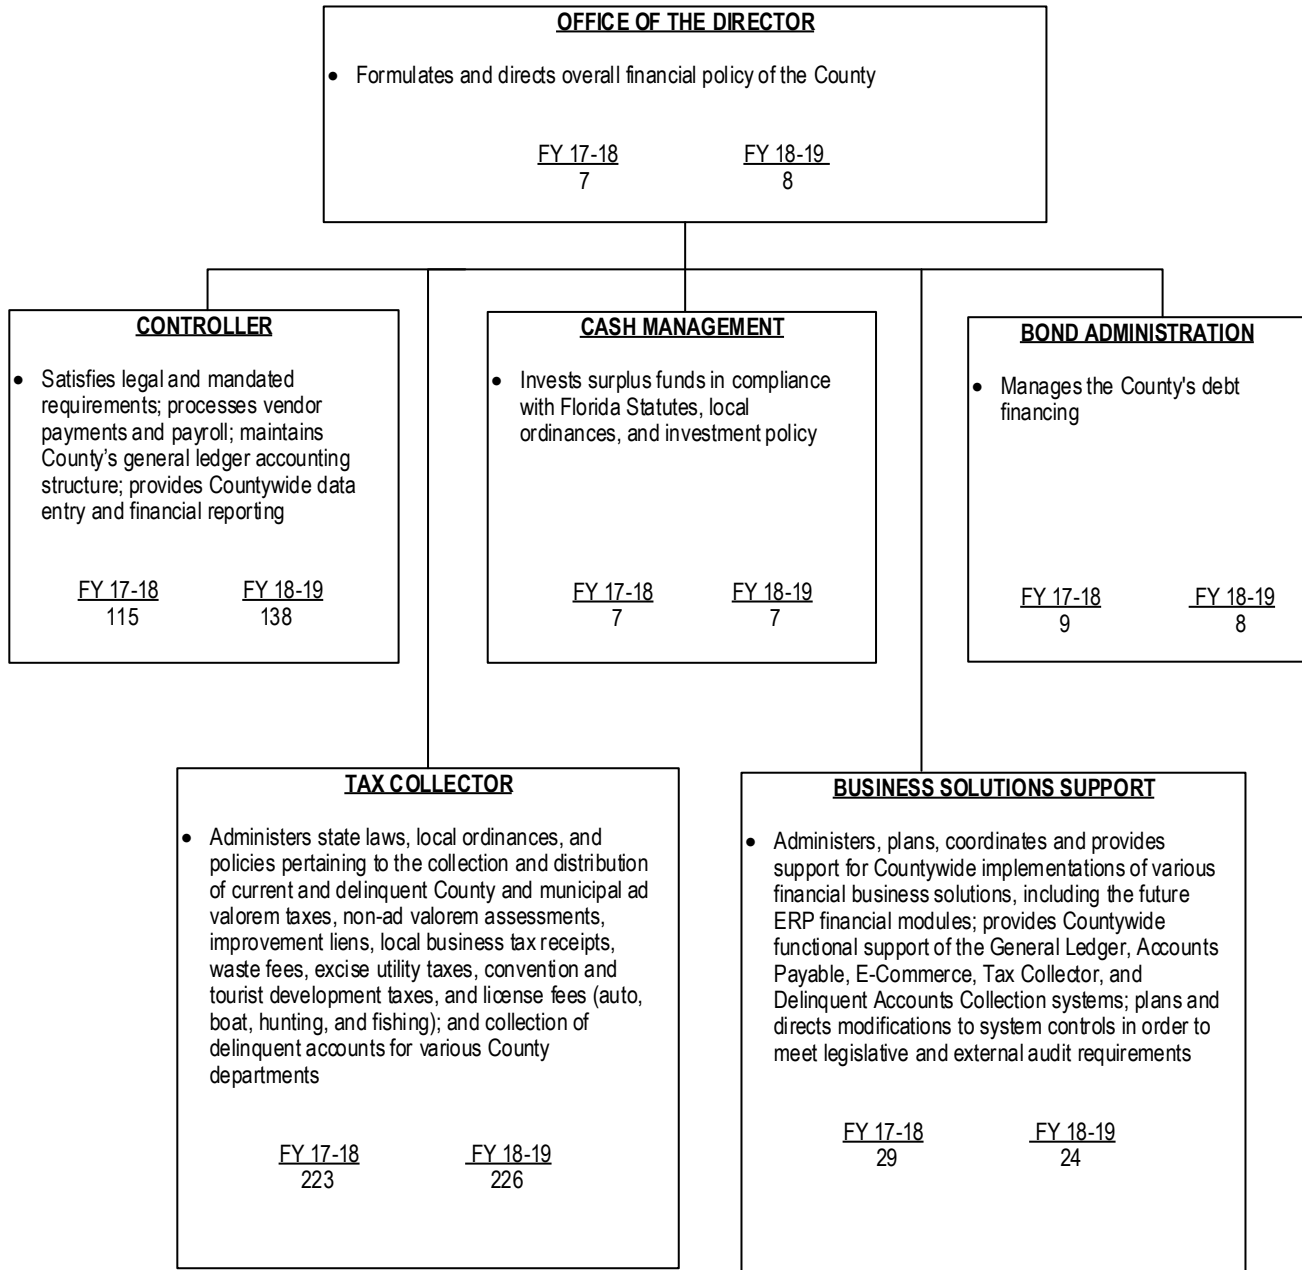 OFFICE OF THE DIRECTOR
• Formulates and directs overall financial policy of the County
FY 17-18 FY 18-19
7 8
CONTROLLER
• Satisfies legal and mandated
requirements; processes vendor
payments and payroll; maintains
County’s general ledger accounting
structure; provides Countywide data
entry and financial reporting
FY 17-18 FY 18-19
115 138
CASH MANAGEMENT
• Invests surplus funds in compliance
with Florida Statutes, local
ordinances, and investment policy
FY 17-18 FY 18-19
7 7
BOND ADMINISTRATION
• Manages the County's debt
financing
FY 17-18 FY 18-19
9 8
TAX COLLECTOR
• Administers state laws, local ordinances, and
policies pertaining to the collection and distribution
of current and delinquent County and municipal ad
valorem taxes, non-ad valorem assessments,
improvement liens, local business tax receipts,
waste fees, excise utility taxes, convention and
tourist development taxes, and license fees (auto,
boat, hunting, and fishing); and collection of
delinquent accounts for various County
departments
FY 17-18 FY 18-19
223 226
BUSINESS SOLUTIONS SUPPORT
• Administers, plans, coordinates and provides
support for Countywide implementations of various
financial business solutions, including the future
ERP financial modules; provides Countywide
functional support of the General Ledger, Accounts
Payable, E-Commerce, Tax Collector, and
Delinquent Accounts Collection systems; plans and
directs modifications to system controls in order to
meet legislative and external audit requirements
FY 17-18 FY 18-19
29 24